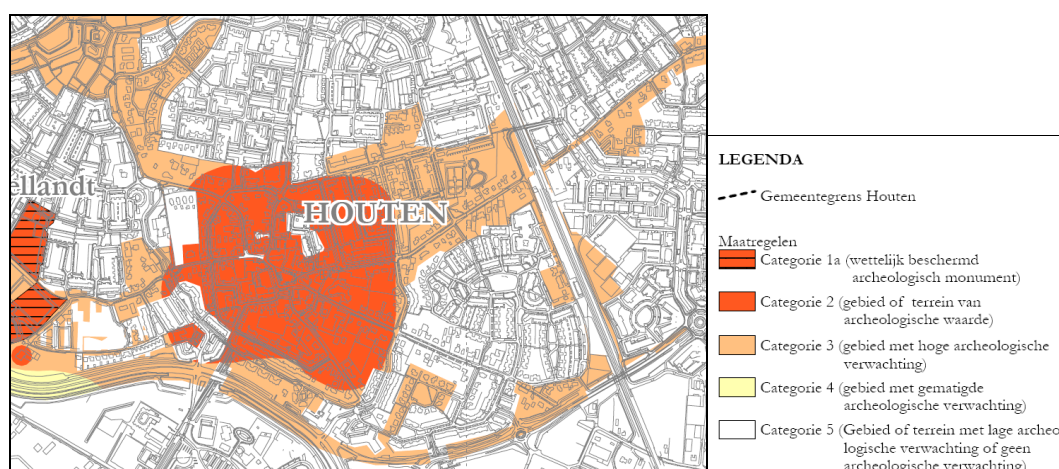 ellandt
HOUTEN
LEGENDA
Gemeentegrens Houten
Maatregelen
Categorie 1a (wettelijk beschermd
archeologisch monument)
Categorie 2 (gebied of terrein van
archeologische waarde)
Categorie 3 (gebied met hoge archeologische
verwachting)
Categorie 4 (gebied met gematigde
archeologische verwachting)
Categorie 5 (Gebied of terrein met lage archeo
logische verwachting of geen
archeologische verwachting)